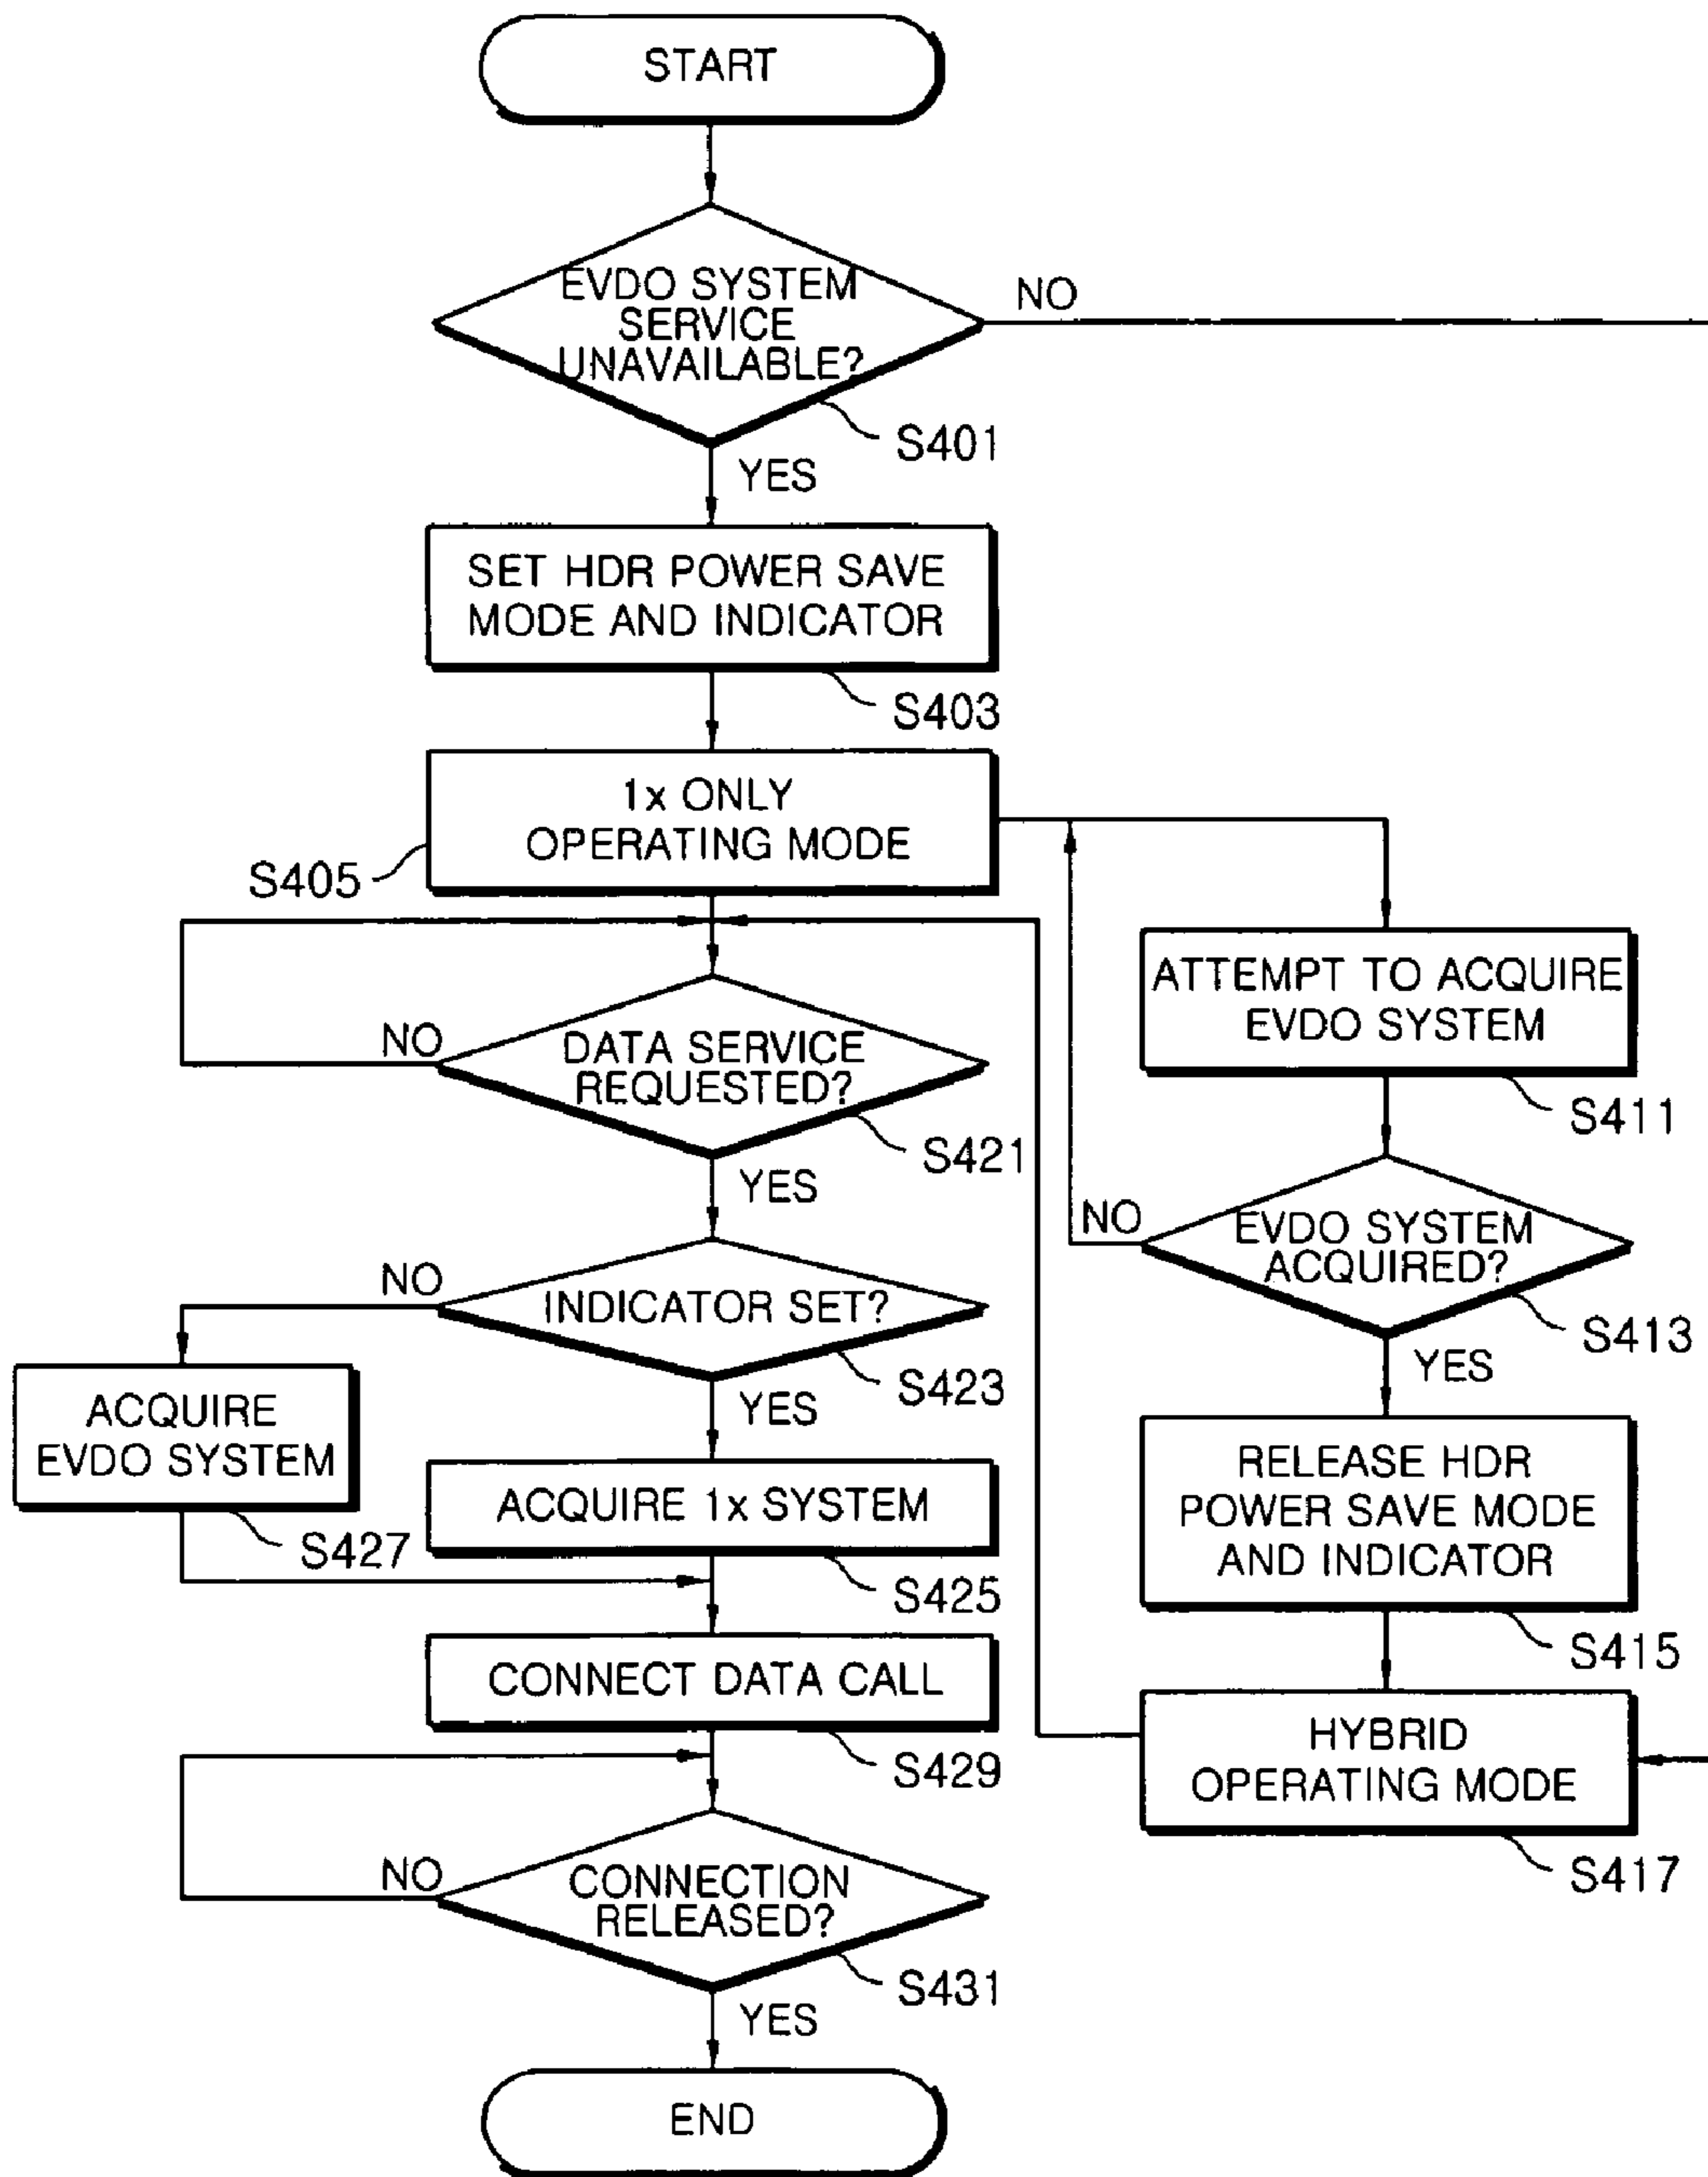 START
EVDO SYSTEM
SERVICE
UNAVAILABLE?
NO
S401
YES
SET HDR POWER SAVE
MODE AND INDICATOR
S403
1x ONLY
OPERATING MODE
S405
ATTEMPT TO ACQUIRE
EVDO SYSTEM
S411
NO
DATA SERVICE
REQUESTED?
S421
YES
NO
EVDO SYSTEM
ACQUIRED?
S413
YES
NO
INDICATOR SET?
S423
YES
ACQUIRE
EVDO SYSTEM
S427
ACQUIRE 1x SYSTEM
S425
RELEASE HDR
POWER SAVE MODE
AND INDICATOR
S415
CONNECT DATA CALL
S429
HYBRID
OPERATING MODE
S417
NO
CONNECTION
RELEASED?
S431
YES
END